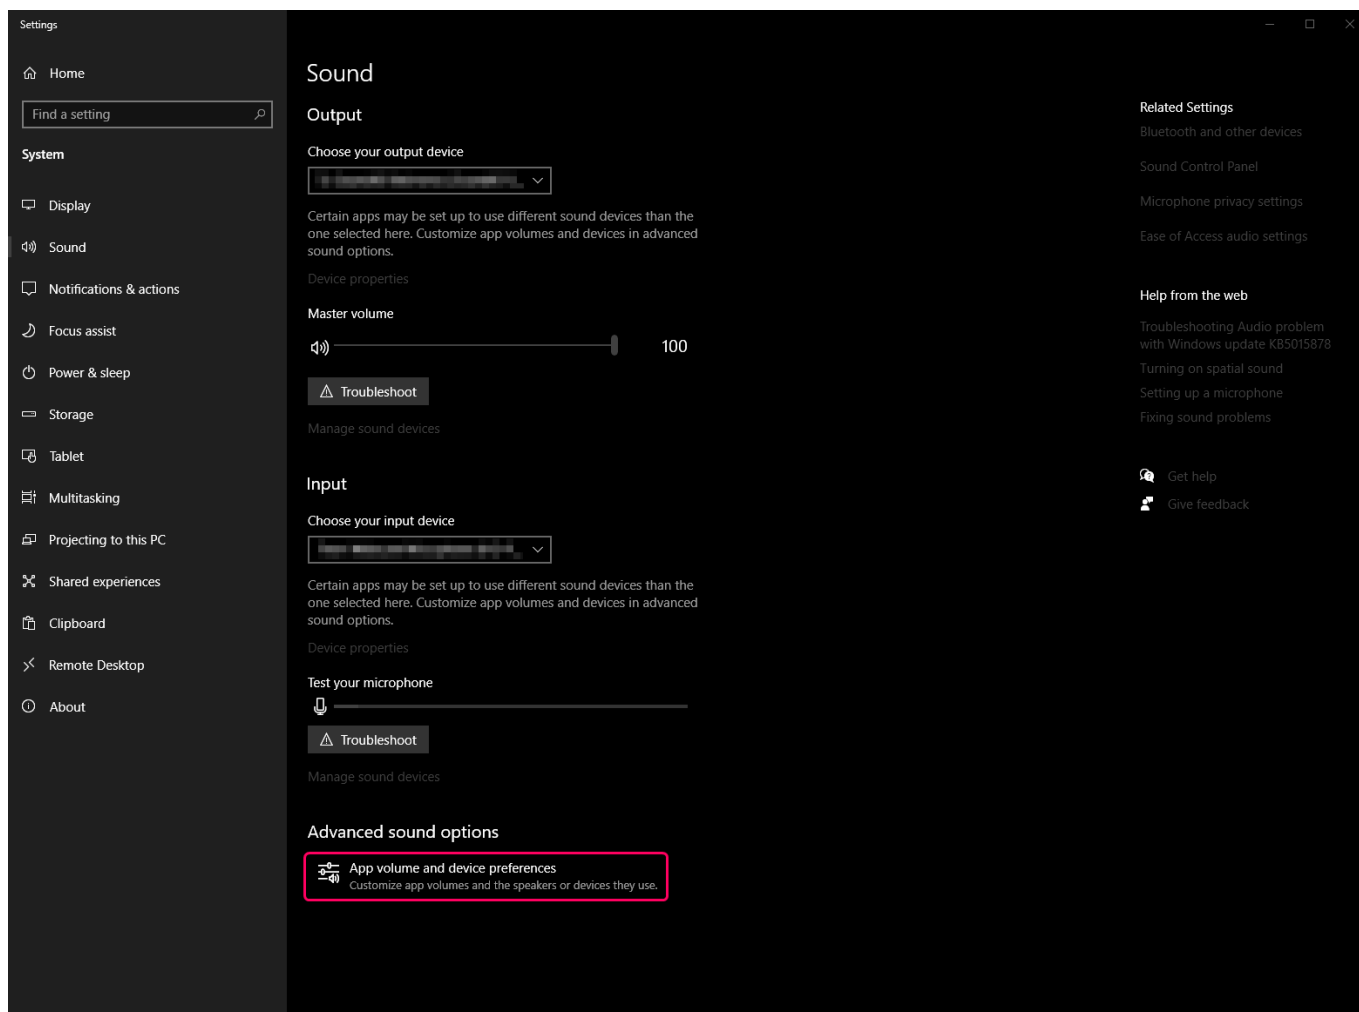 Settings
Home
Find a setting
System
Display
Sound
Notifications & actions
Focus assist
Power & sleep
Storage
Tablet
Multitasking
Projecting to this PC
Shared experiences
Clipboard
Remote Desktop
About
Sound
Output
Choose your output device
Certain apps may be set up to use different sound devices than the
one selected here. Customize app volumes and devices in advanced
sound options.
Device properties
Master volume
100
Troubleshoot
Manage sound devices
Input
Choose your input device
Certain apps may be set up to use different sound devices than the
one selected here. Customize app volumes and devices in advanced
sound options.
Device properties
Test your microphone
Troubleshoot
Manage sound devices
Advanced sound options
App volume and device preferences
Customize app volumes and the speakers or devices they use.
Related Settings
Bluetooth and other devices
Sound Control Panel
Microphone privacy settings
Ease of Access audio settings
Help from the web
Troubleshooting Audio problem
with Windows update KB5015878
Turning on spatial sound
Setting up a microphone
Fixing sound problems
Get help
Give feedback